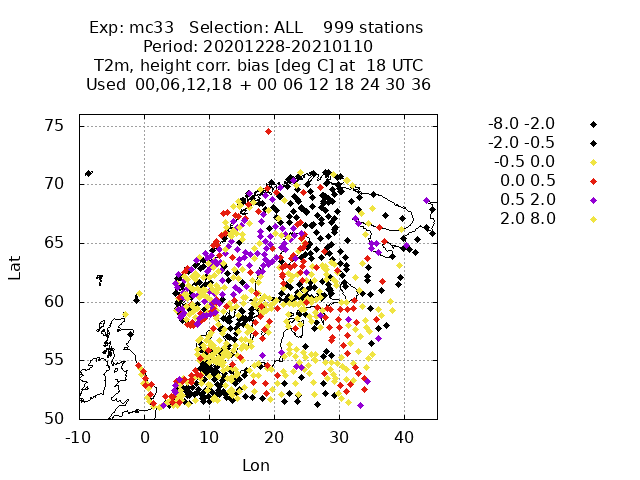 Exp: mc33   Selection: ALL    999 stations
Period: 20201228-20210110
T2m, height corr. bias [deg C] at  18 UTC
Used  00,06,12,18  + 00 06 12 18 24 30 36
-8.0 -2.0
-2.0 -0.5
-0.5 0.0
0.0 0.5
0.5 2.0
2.0 8.0
75
70
65
60
55
50
Lat
-10 0 10 20 30 40
Lon